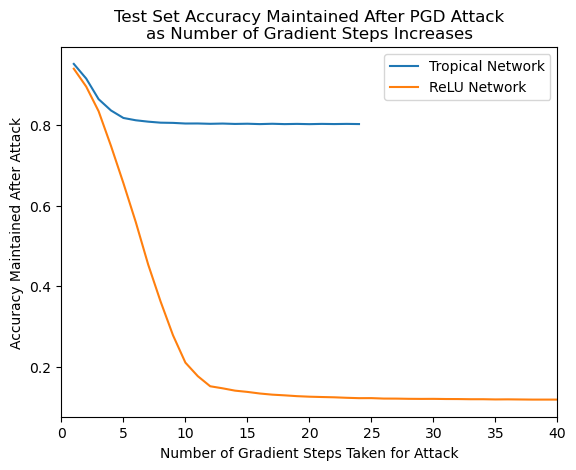 Test Set Accuracy Maintained After PGD Attack
as Number of Gradient Steps Increases
Tropical Network
ReLU Network
Accuracy Maintained After Attack
0.8
0.6
0.4
0.2
0 5 10 15 20 25 30 35 40
Number of Gradient Steps Taken for Attack